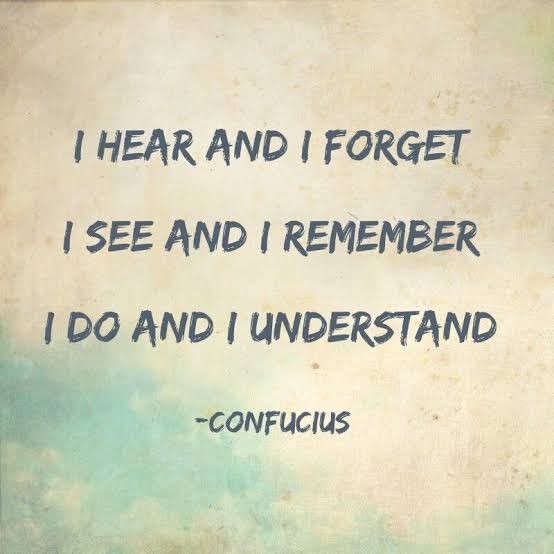 I HEAR AND I FORGET
I SEE AND I REMEMBER
I DO AND I UNDERSTAND
-CONFUCIUS